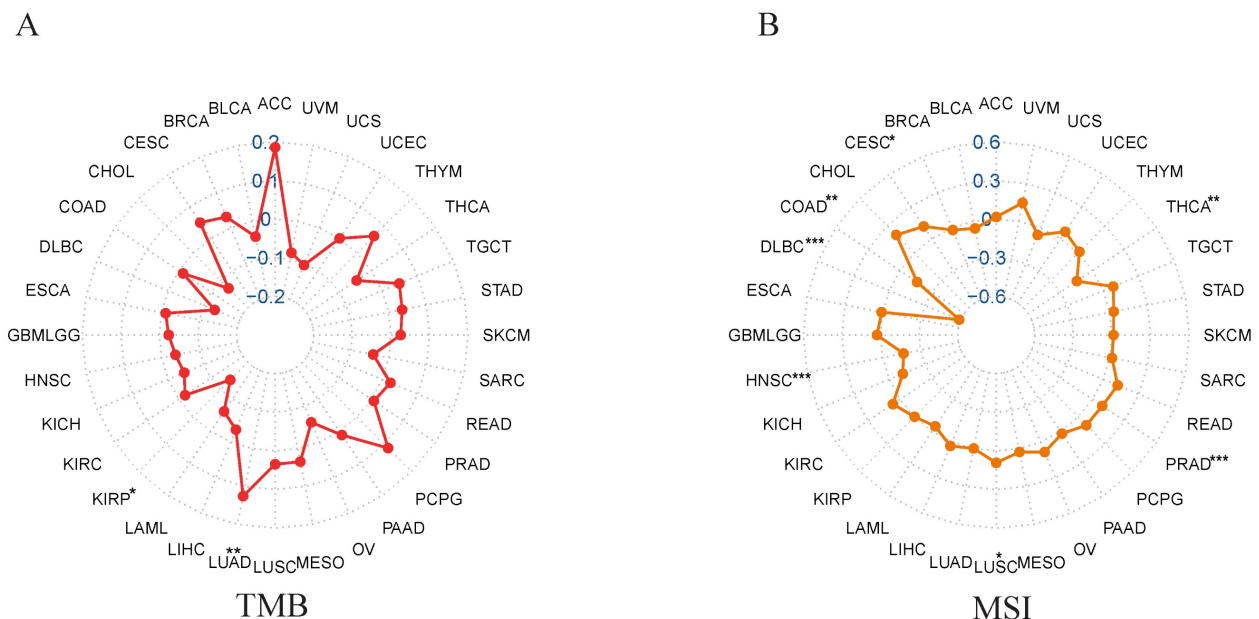 A
ACC
UVM
UCS
UCEC
THYM
THCA
TGCT
STAD
SKCM
SARC
READ
PRAD
PCPG
PAAD
OV
MESO
LUSC
LUAD**
LIHC
LAML
KIRP*
KIRC
KICH
HNSC
GBMLGG
ESCA
DLBC
COAD
CHOL
CESC
BRCA
BLCA
0.2
0.1
0
−0.1
−0.2
TMB
B
ACC
UVM
UCS
UCEC
THYM
THCA**
TGCT
STAD
SKCM
SARC
READ
PRAD***
PCPG
PAAD
OV
MESO
LUSC*
LUAD
LIHC
LAML
KIRP
KIRC
KICH
HNSC***
GBMLGG
ESCA
DLBC***
COAD**
CHOL
CESC*
BRCA
BLCA
0.6
0.3
0
−0.3
−0.6
MSI